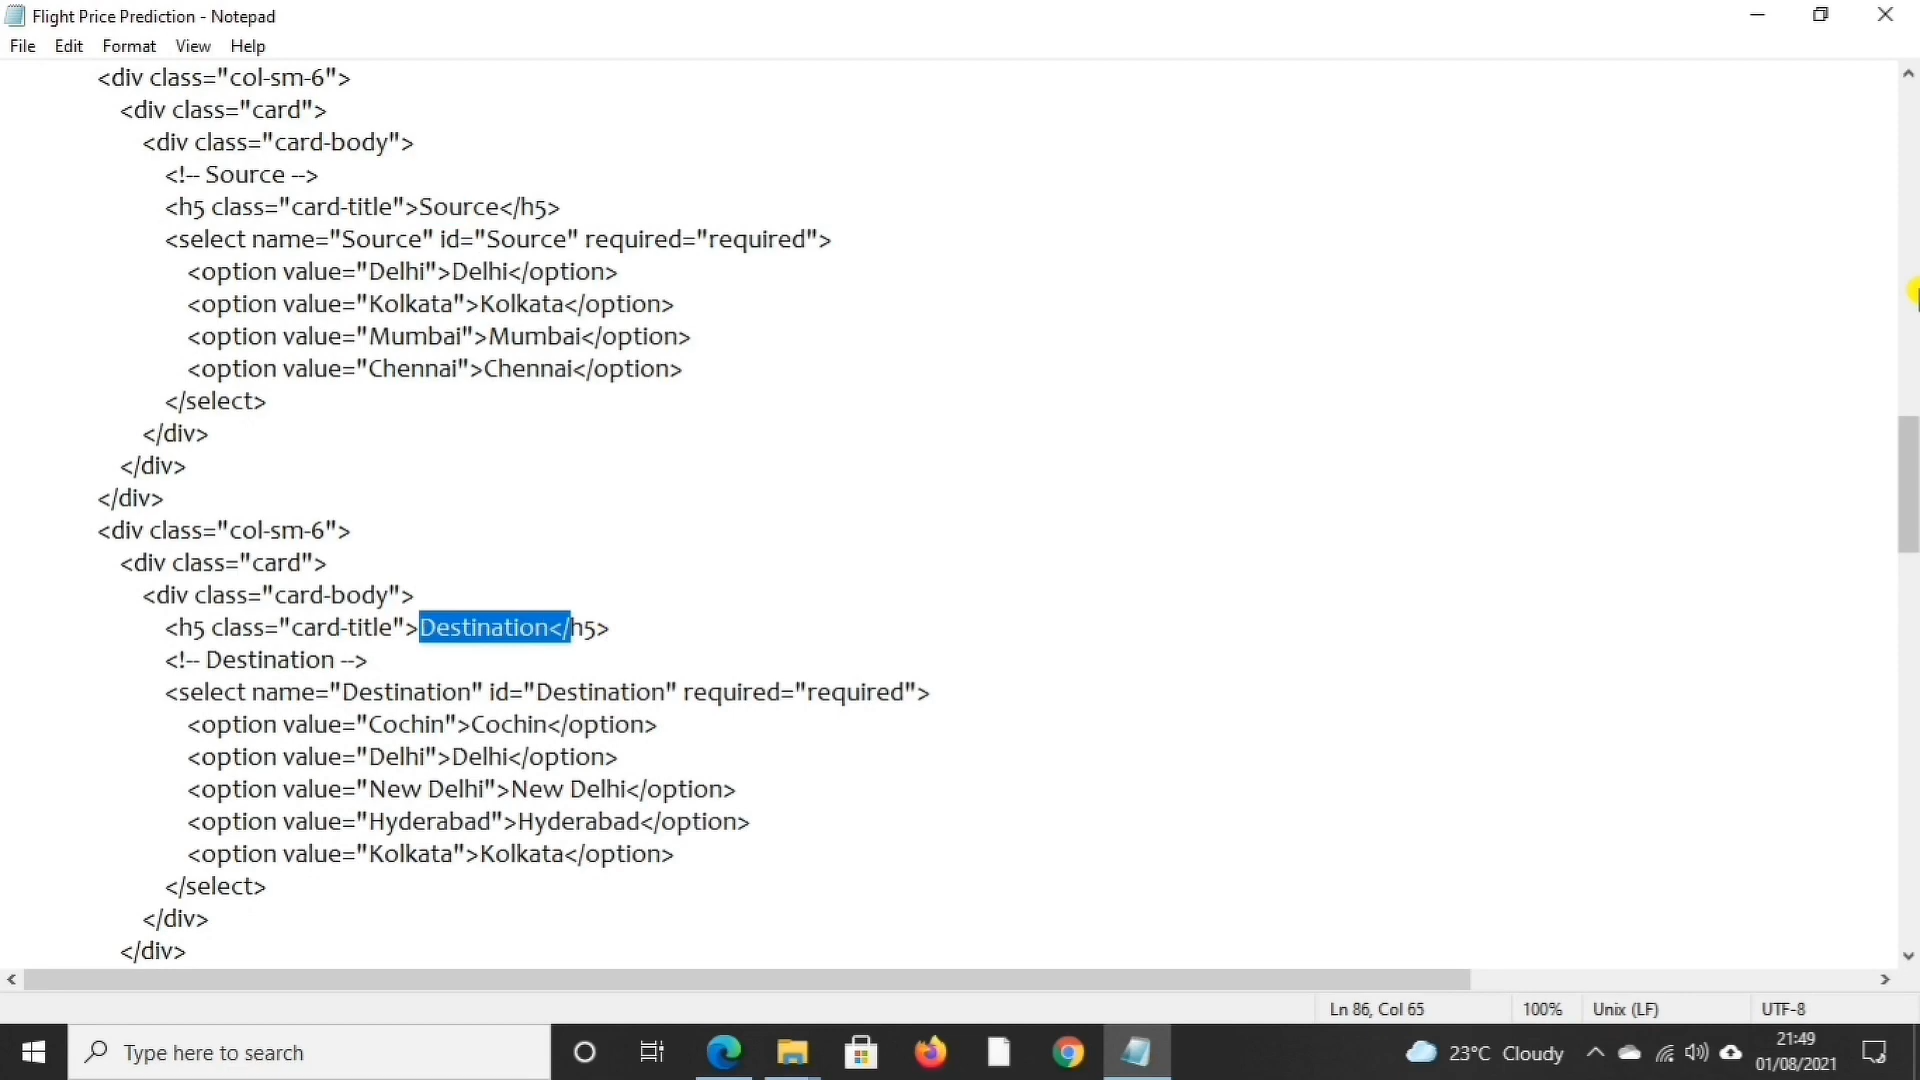 Flight Price Prediction - Notepad
File Edit Format View Help
<div class="col-sm-6">
<div class="card">
<div class="card-body">
<!-- Source -->
<h5 class="card-title">Source</h5>
<select name="Source" id="Source" required="required">
<option value="Delhi">Delhi</option>
<option value="Kolkata">Kolkata</option>
<option value="Mumbai">Mumbai</option>
<option value="Chennai">Chennai</option>
</select>
</div>
</div>
</div>
<div class="col-sm-6">
<div class="card">
<div class="card-body">
<h5 class="card-title">Destination</h5>
<!-- Destination -->
<select name="Destination" id="Destination" required="required">
<option value="Cochin">Cochin</option>
<option value="Delhi">Delhi</option>
<option value="New Delhi">New Delhi</option>
<option value="Hyderabad">Hyderabad</option>
<option value="Kolkata">Kolkata</option>
</select>
</div>
</div>
Ln 86, Col 65 100% Unix (LF) UTF-8
Type here to search 23°C Cloudy 21:49
01/08/2021